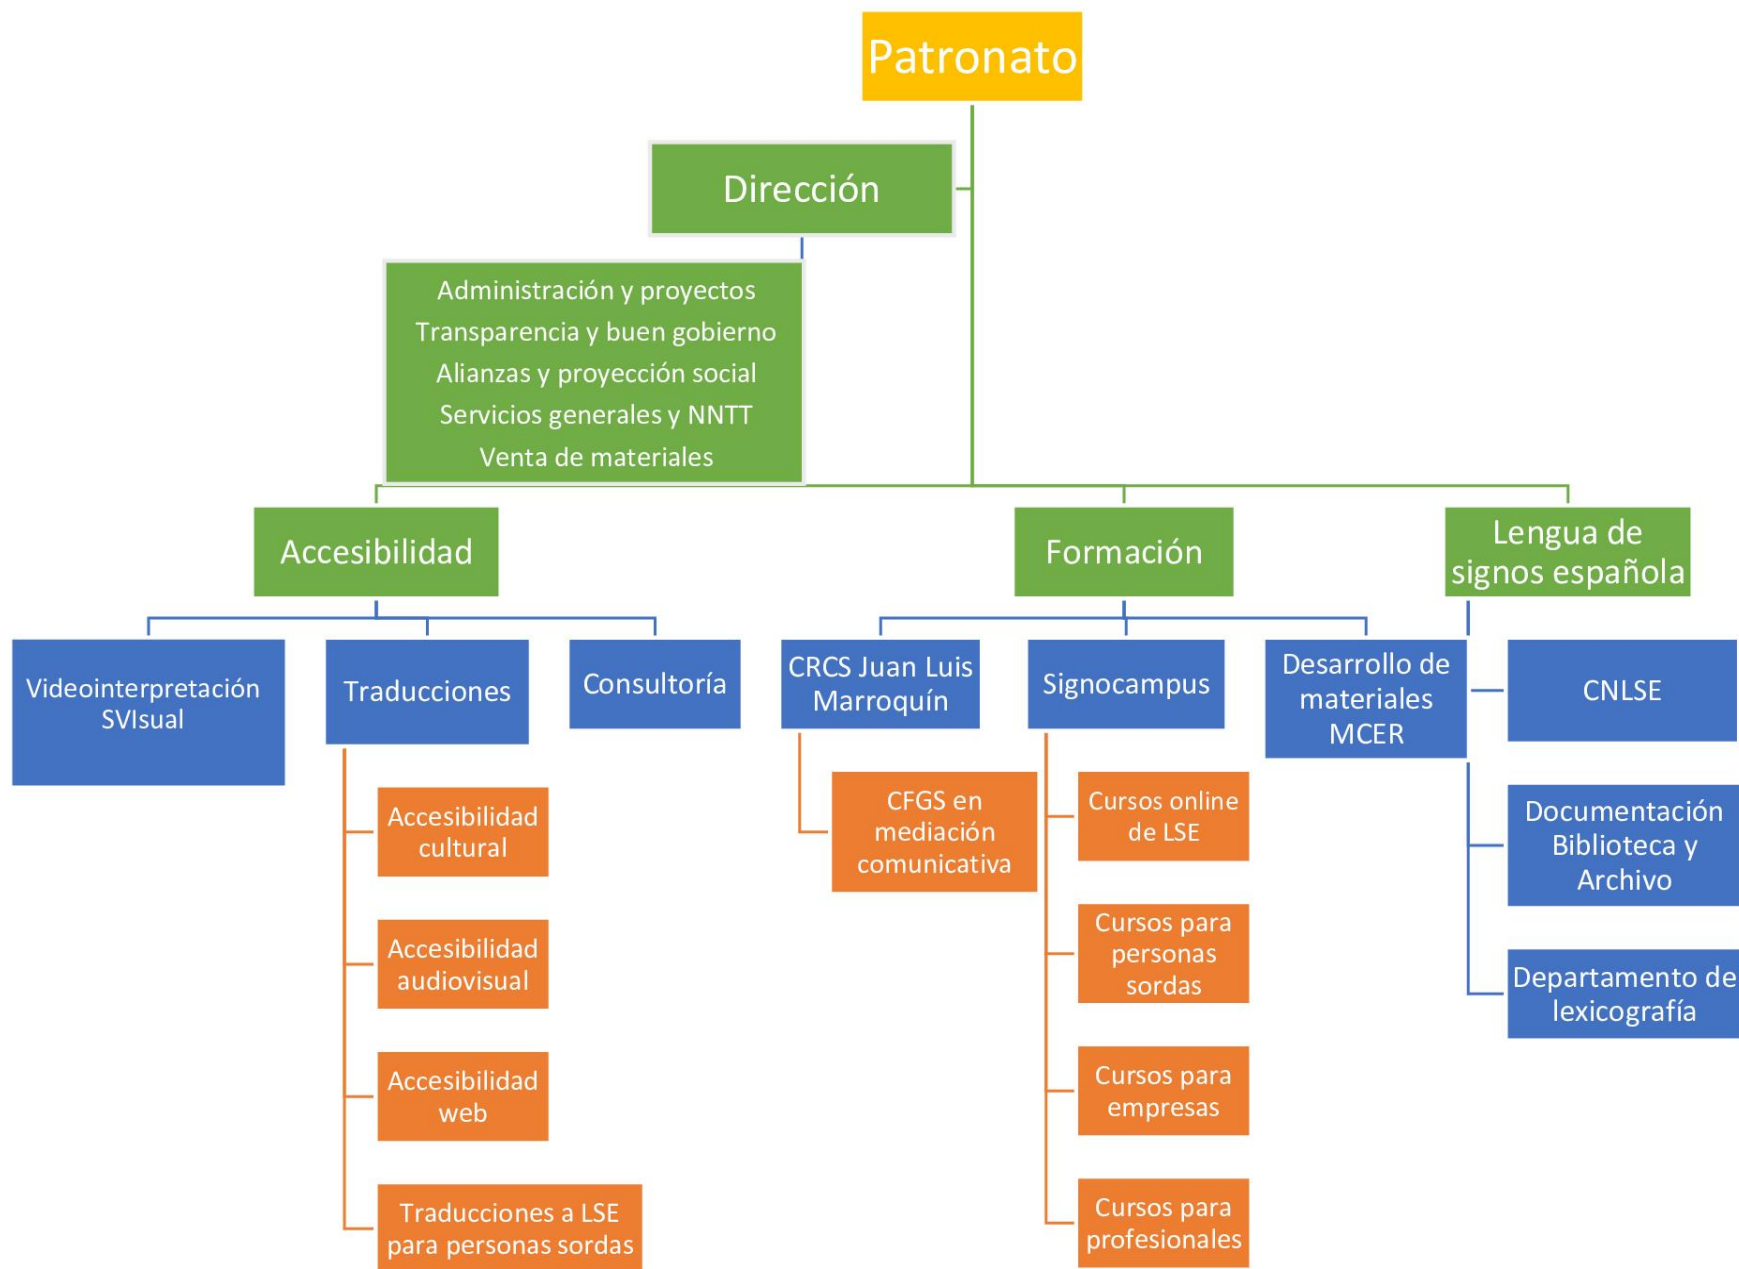 Patronato
Dirección
Administración y proyectos
Transparencia y buen gobierno
Alianzas y proyección social
Servicios generales y NNTT
Venta de materiales
Accesibilidad
Formación
Lengua de
signos española
Videointerpretación
SVIsual
Traducciones
Consultoría
CRCS Juan Luis
Marroquín
Signocampus
Desarrollo de
materiales
MCER
CNLSE
Accesibilidad
cultural
Accesibilidad
audiovisual
Accesibilidad
web
Traducciones a LSE
para personas sordas
CFGS en
mediación
comunicativa
Cursos online
de LSE
Cursos para
personas
sordas
Cursos para
empresas
Cursos para
profesionales
Documentación
Biblioteca y
Archivo
Departamento de
lexicografía